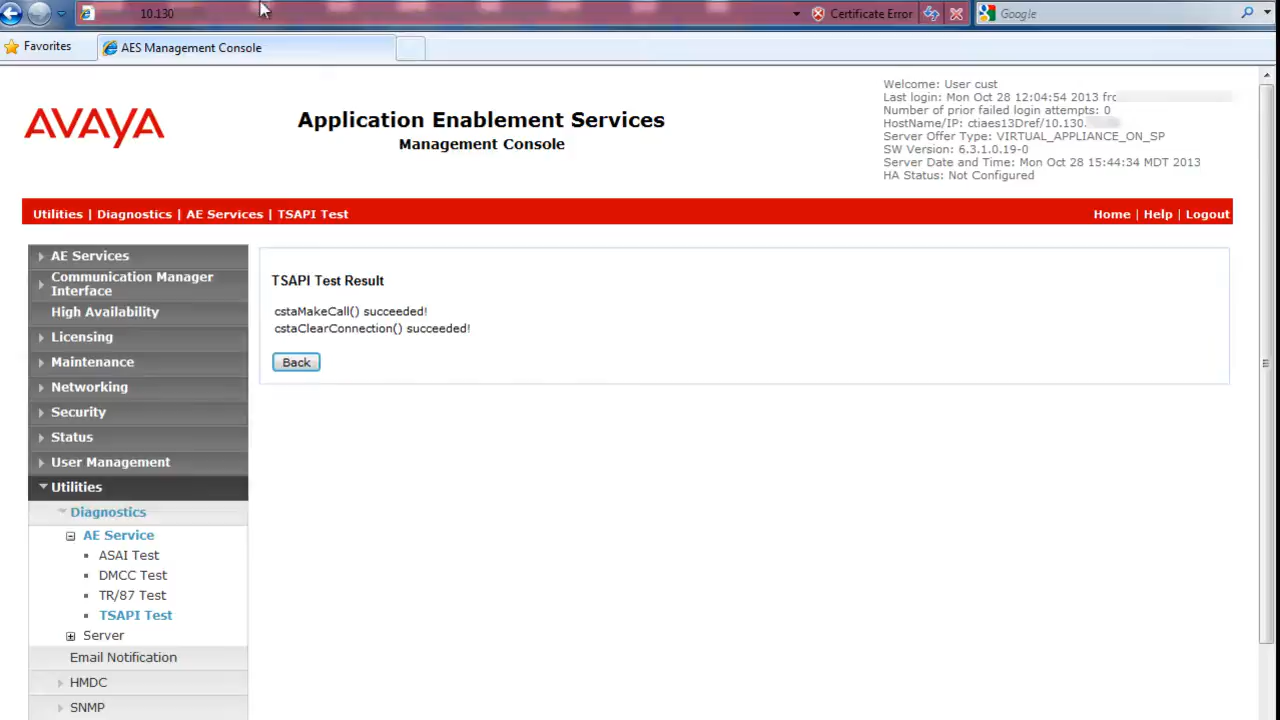 10.130
Certificate Error
Google
Favorites
AES Management Console
AVAYA
Application Enablement Services
Management Console
Welcome: User cust
Last login: Mon Oct 28 12:04:54 2013
Number of prior failed login attempts: 0
HostName/IP: ctiaes13Dref/10.130.
Server Offer Type: VIRTUAL_APPLIANCE_ON_SP
SW Version: 6.3.1.0.19-0
Server Date and Time: Mon Oct 28 15:44:34 MDT 2013
HA Status: Not Configured
Utilities | Diagnostics | AE Services | TSAPI Test
Home | Help | Logout
AE Services
Communication Manager
Interface
High Availability
Licensing
Maintenance
Networking
Security
Status
User Management
Utilities
Diagnostics
AE Service
ASAI Test
DMCC Test
TR/87 Test
TSAPI Test
Server
Email Notification
HMDC
SNMP
TSAPI Test Result
cstaMakeCall() succeeded!
cstaClearConnection() succeeded!
Back